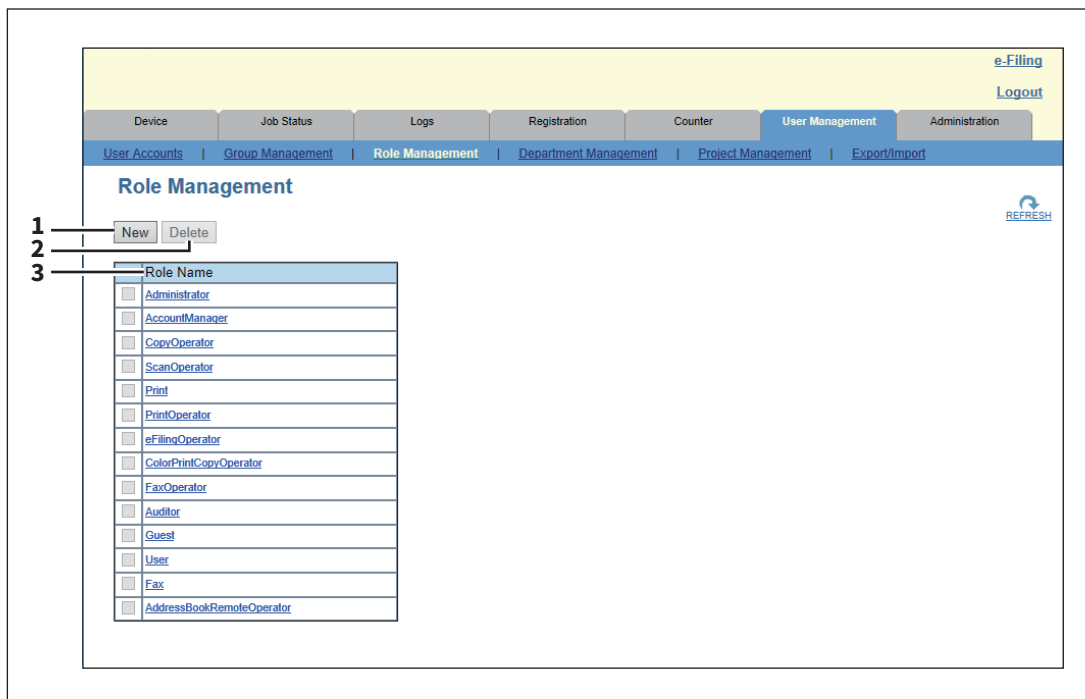 e-Filing
Logout
Device Job Status Logs Registration Counter User Management Administration
User Accounts | Group Management | Role Management | Department Management | Project Management | Export/Import
Role Management
REFRESH
1 New Delete
2
3 Role Name
Administrator
AccountManager
CopyOperator
ScanOperator
Print
PrintOperator
eFilingOperator
ColorPrintCopyOperator
FaxOperator
Auditor
Guest
User
Fax
AddressBookRemoteOperator